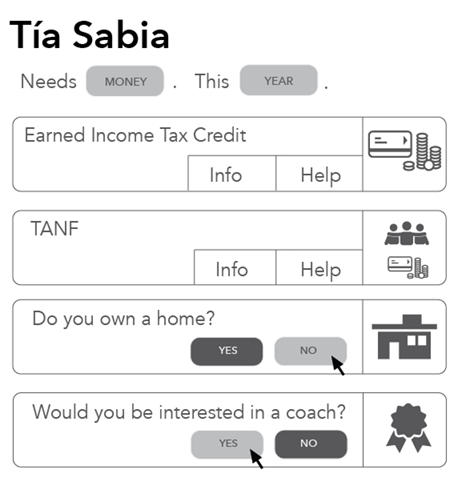 Tía Sabia
Needs MONEY . This YEAR .
Earned Income Tax Credit
Info Help
TANF
Info Help
Do you own a home?
YES NO
Would you be interested in a coach?
YES NO